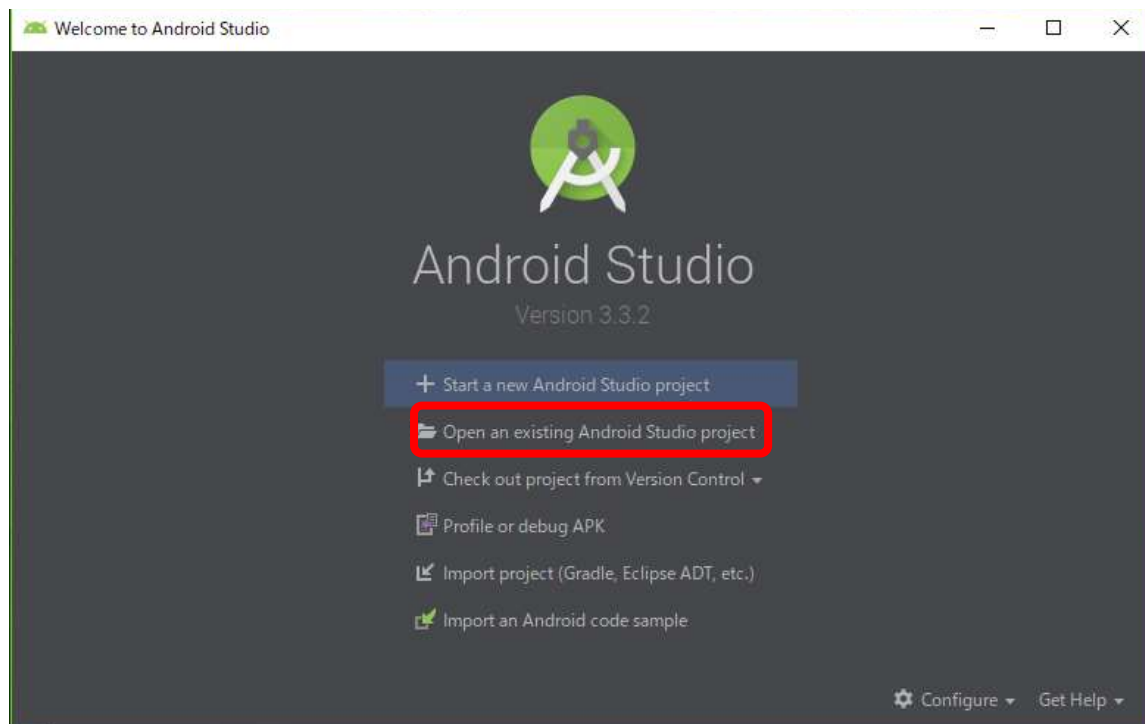 Welcome to Android Studio
Android Studio
Version 3.3.2
Start a new Android Studio project
Open an existing Android Studio project
Check out project from Version Control
Profile or debug APK
Import project (Gradle, Eclipse ADT, etc.)
Import an Android code sample
Configure Get Help